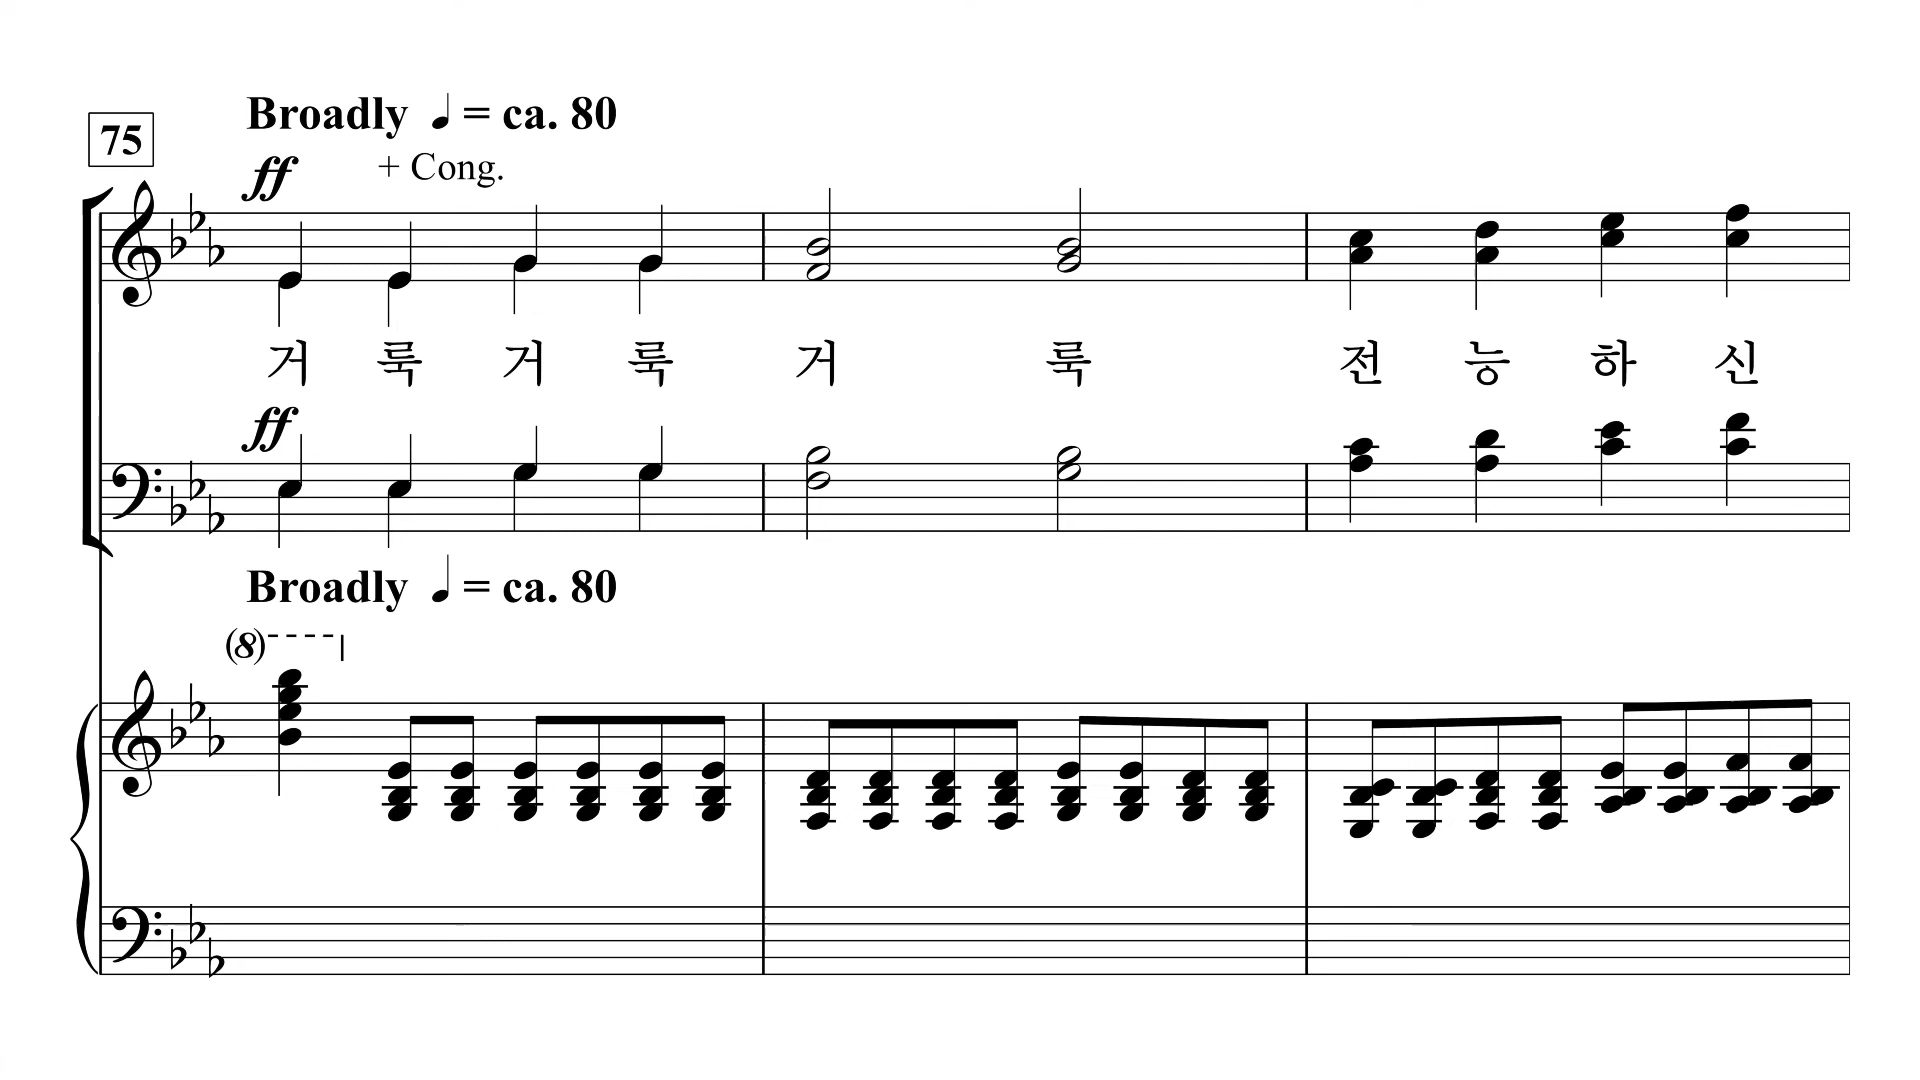 Broadly ♩ = ca. 80
75
ff + Cong.
거 룩 거 룩 거 룩 전 능 하 신
ff
Broadly ♩ = ca. 80
(8)